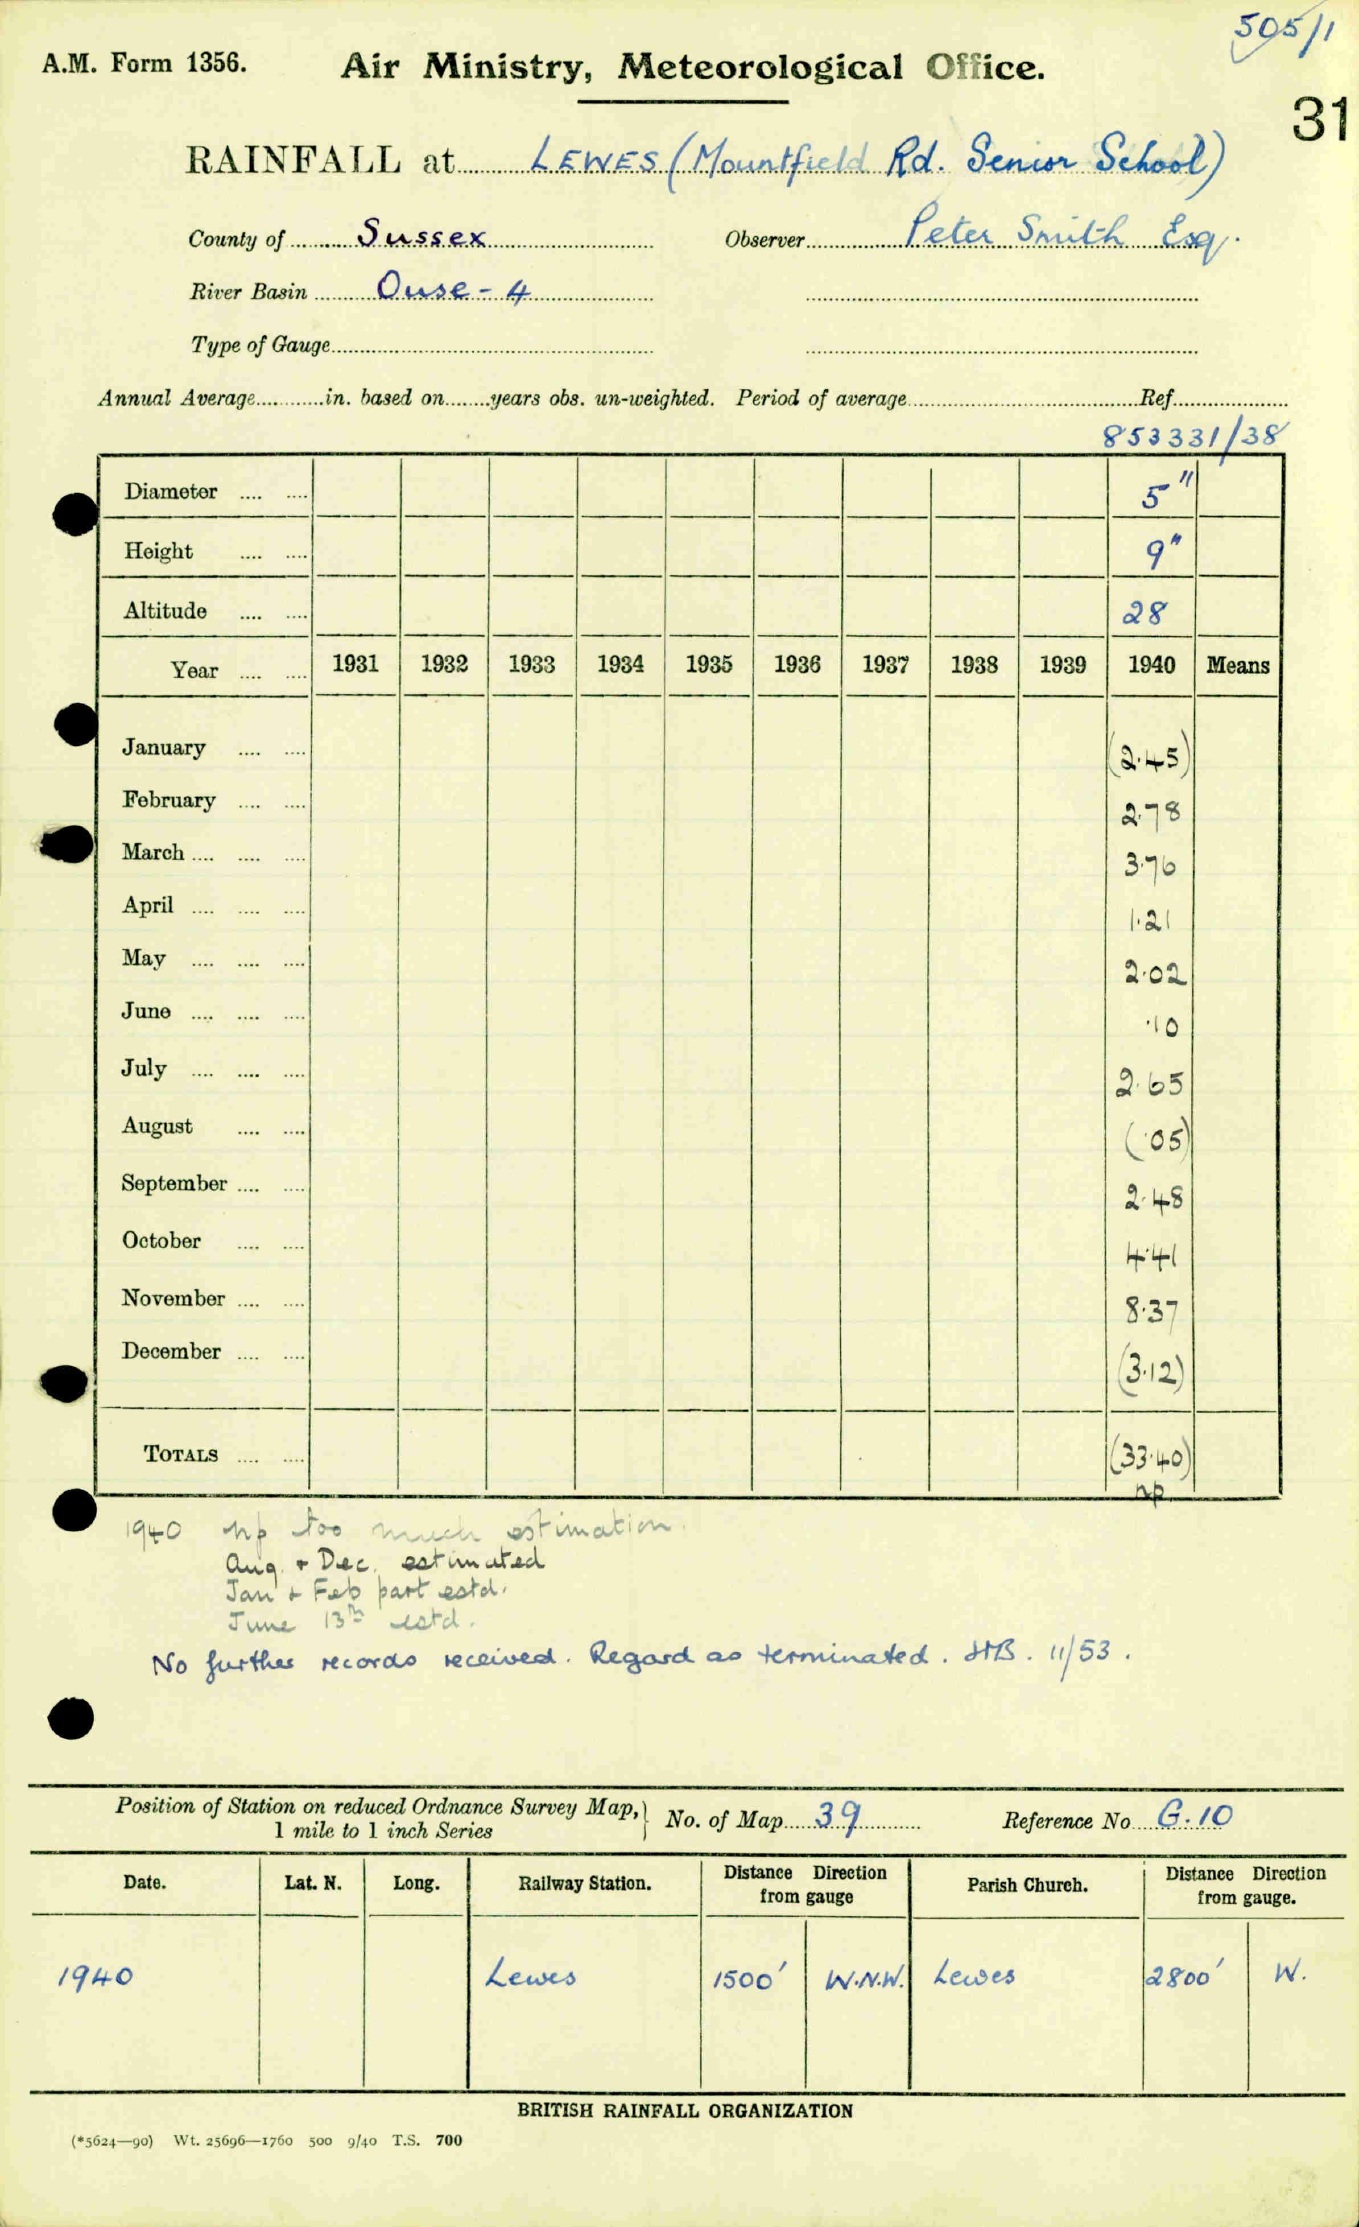 505/1
A.M. Form 1356. Air Ministry, Meteorological Office.
31
RAINFALL at LEWES (Mountfield Rd. Senior School)
County of Sussex Observer Peter Smith Esq.
River Basin Ouse - 4
Type of Gauge
Annual Average in. based on years obs. un-weighted. Period of average Ref.
853331/38
Diameter 5"
Height 9"
Altitude 28
Year 1931 1932 1933 1934 1935 1936 1937 1938 1939 1940 Means
January (2.45)
February 2.78
March 3.76
April 1.21
May 2.02
June .10
July 2.65
August (.05)
September 2.48
October 4.41
November 8.37
December (3.12)
TOTALS (33.40)
np
1940 np too much estimation.
Aug. + Dec. estimated
Jan + Feb part estd.
June 13th estd.
No further records received. Regard as terminated. HB. 11/53.
Position of Station on reduced Ordnance Survey Map, } No. of Map 39 Reference No G.10
1 mile to 1 inch Series
Date. Lat. N. Long. Railway Station. Distance Direction from gauge Parish Church. Distance Direction from gauge.
1940 Lewes 1500' W.N.W. Lewes 2800' W.
BRITISH RAINFALL ORGANIZATION
(*5624—90) Wt. 25696—1760 500 9/40 T.S. 700